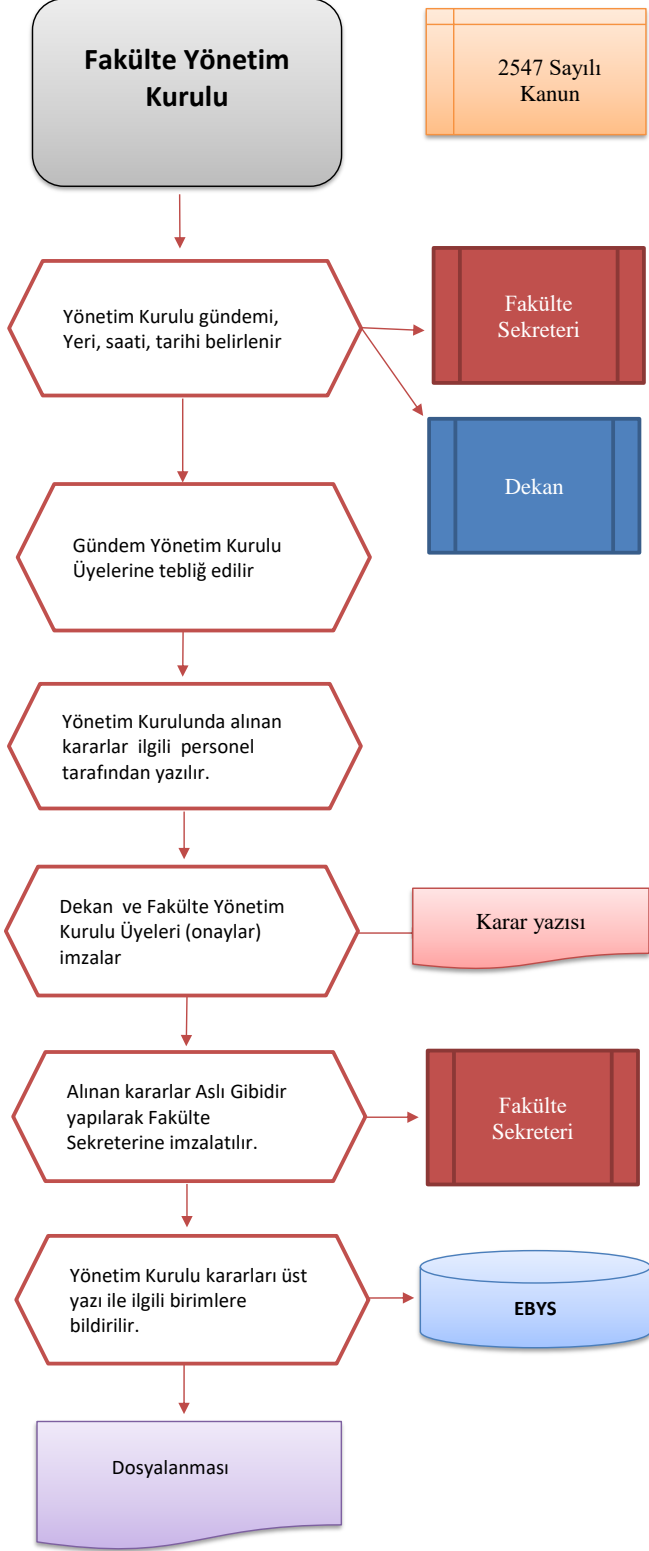 Fakülte Yönetim
Kurulu
2547 Sayılı
Kanun
Yönetim Kurulu gündemi,
Yeri, saati, tarihi belirlenir
Fakülte
Sekreteri
Dekan
Gündem Yönetim Kurulu
Üyelerine tebliğ edilir
Yönetim Kurulunda alınan
kararlar ilgili personel
tarafından yazılır.
Dekan ve Fakülte Yönetim
Kurulu Üyeleri (onaylar)
imzalar
Karar yazısı
Alınan kararlar Aslı Gibidir
yapılarak Fakülte
Sekreterine imzalatılır.
Fakülte
Sekreteri
Yönetim Kurulu kararları üst
yazı ile ilgili birimlere
bildirilir.
EBYS
Dosyalanması